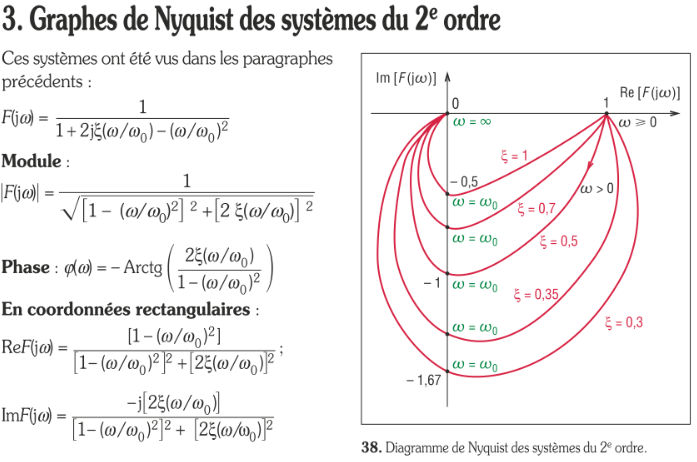 3. Graphes de Nyquist des systèmes du 2e ordre
Ces systèmes ont été vus dans les paragraphes
précédents :
F(jω) = 1 / (1 + 2jξ(ω/ω0) – (ω/ω0)²)
Module :
|F(jω)| = 1 / √([1 – (ω/ω0)²]² + [2 ξ(ω/ω0)]²)
Phase : φ(ω) = – Arctg (2ξ(ω/ω0) / (1 – (ω/ω0)²))
En coordonnées rectangulaires :
ReF(jω) = [1 – (ω/ω0)²] / ([1– (ω/ω0)²]² + [2ξ(ω/ω0)]²) ;
ImF(jω) = –j[2ξ(ω/ω0)] / ([1– (ω/ω0)²]² + [2ξ(ω/ω0)]²)
Im [F(jω)]
0
1
Re [F(jω)]
ω = ∞
ω ⩾ 0
ξ = 1
– 0,5
ω > 0
ω = ω0
ξ = 0,7
ω = ω0
ξ = 0,5
– 1
ω = ω0
ξ = 0,35
ω = ω0
ξ = 0,3
ω = ω0
– 1,67
38. Diagramme de Nyquist des systèmes du 2e ordre.